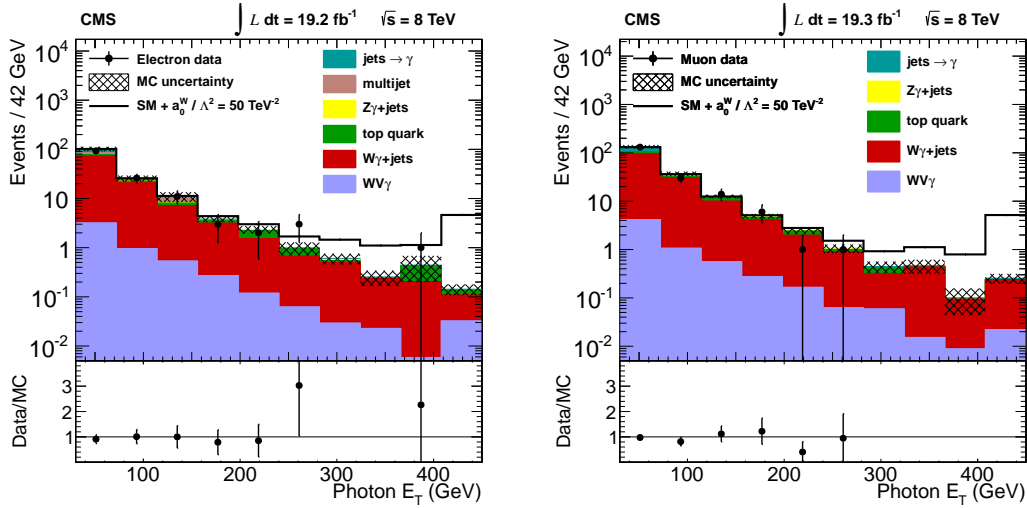 CMS
∫ L dt = 19.2 fb⁻¹ √s = 8 TeV
Events / 42 GeV
10⁴
10³
10²
10
1
10⁻¹
10⁻²
Electron data
MC uncertainty
SM + a₀ᵂ / Λ² = 50 TeV⁻²
jets → γ
multijet
Zγ+jets
top quark
Wγ+jets
WVγ
Data/MC
3
2
1
100 200 300 400
Photon E_T (GeV)
CMS
∫ L dt = 19.3 fb⁻¹ √s = 8 TeV
Events / 42 GeV
10⁴
10³
10²
10
1
10⁻¹
10⁻²
Muon data
MC uncertainty
SM + a₀ᵂ / Λ² = 50 TeV⁻²
jets → γ
Zγ+jets
top quark
Wγ+jets
WVγ
Data/MC
3
2
1
100 200 300 400
Photon E_T (GeV)